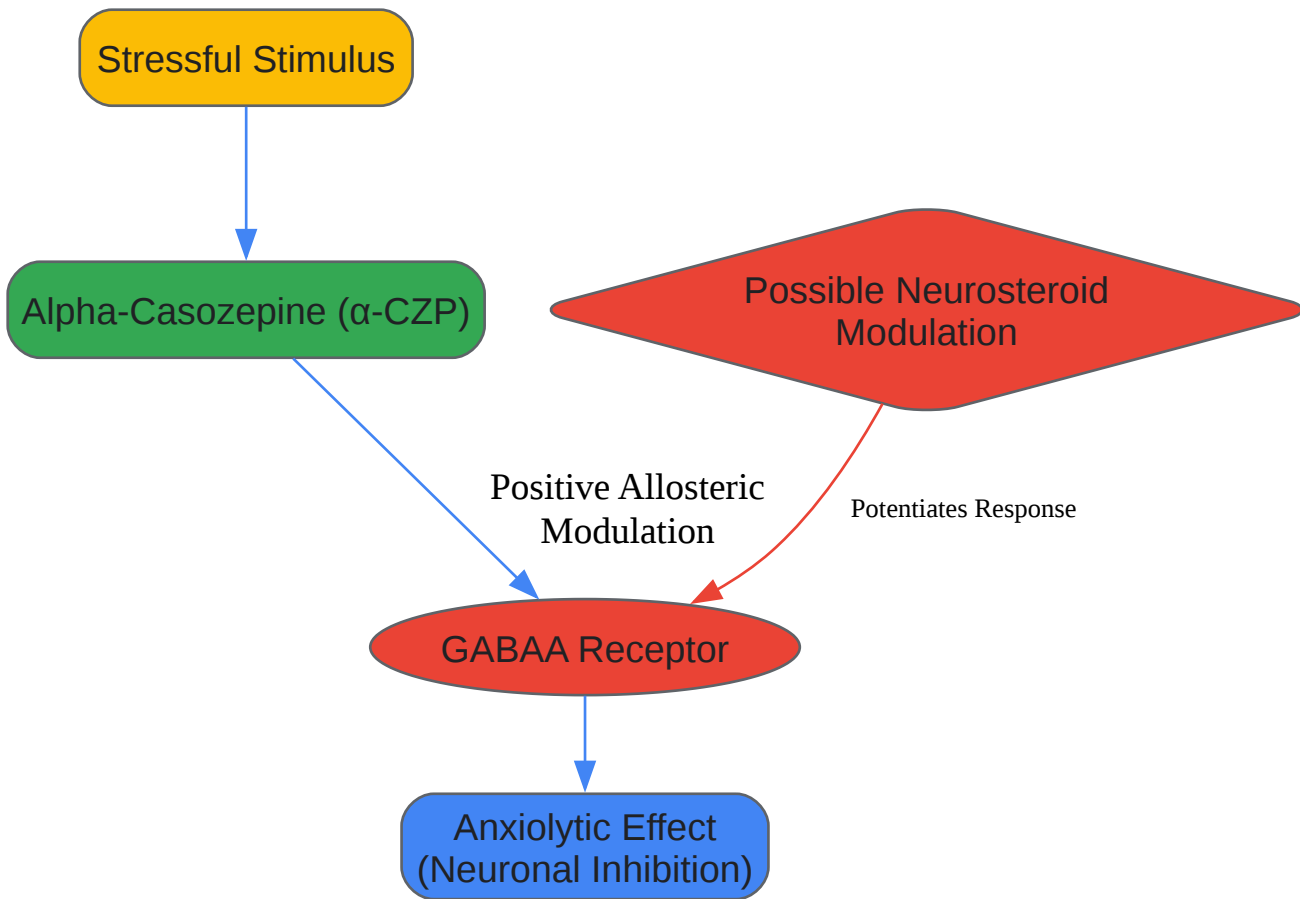 Stressful Stimulus
Alpha-Casozepine (α-CZP)
Possible Neurosteroid
Modulation
Positive Allosteric
Modulation
Potentiates Response
GABAA Receptor
Anxiolytic Effect
(Neuronal Inhibition)